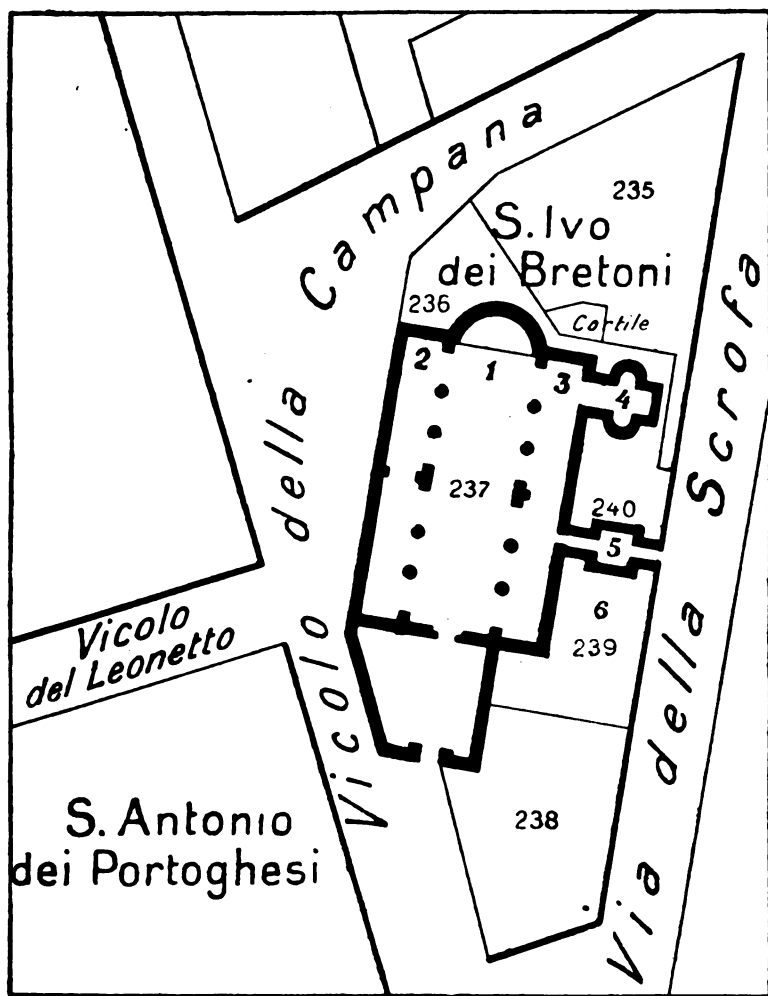 Vicolo della Campana
235
S. Ivo
dei Bretoni
236
Cortile
2
1
3
4
237
240
5
6
239
Vicolo
del Leonetto
S. Antonio
dei Portoghesi
238
Via della Scrofa